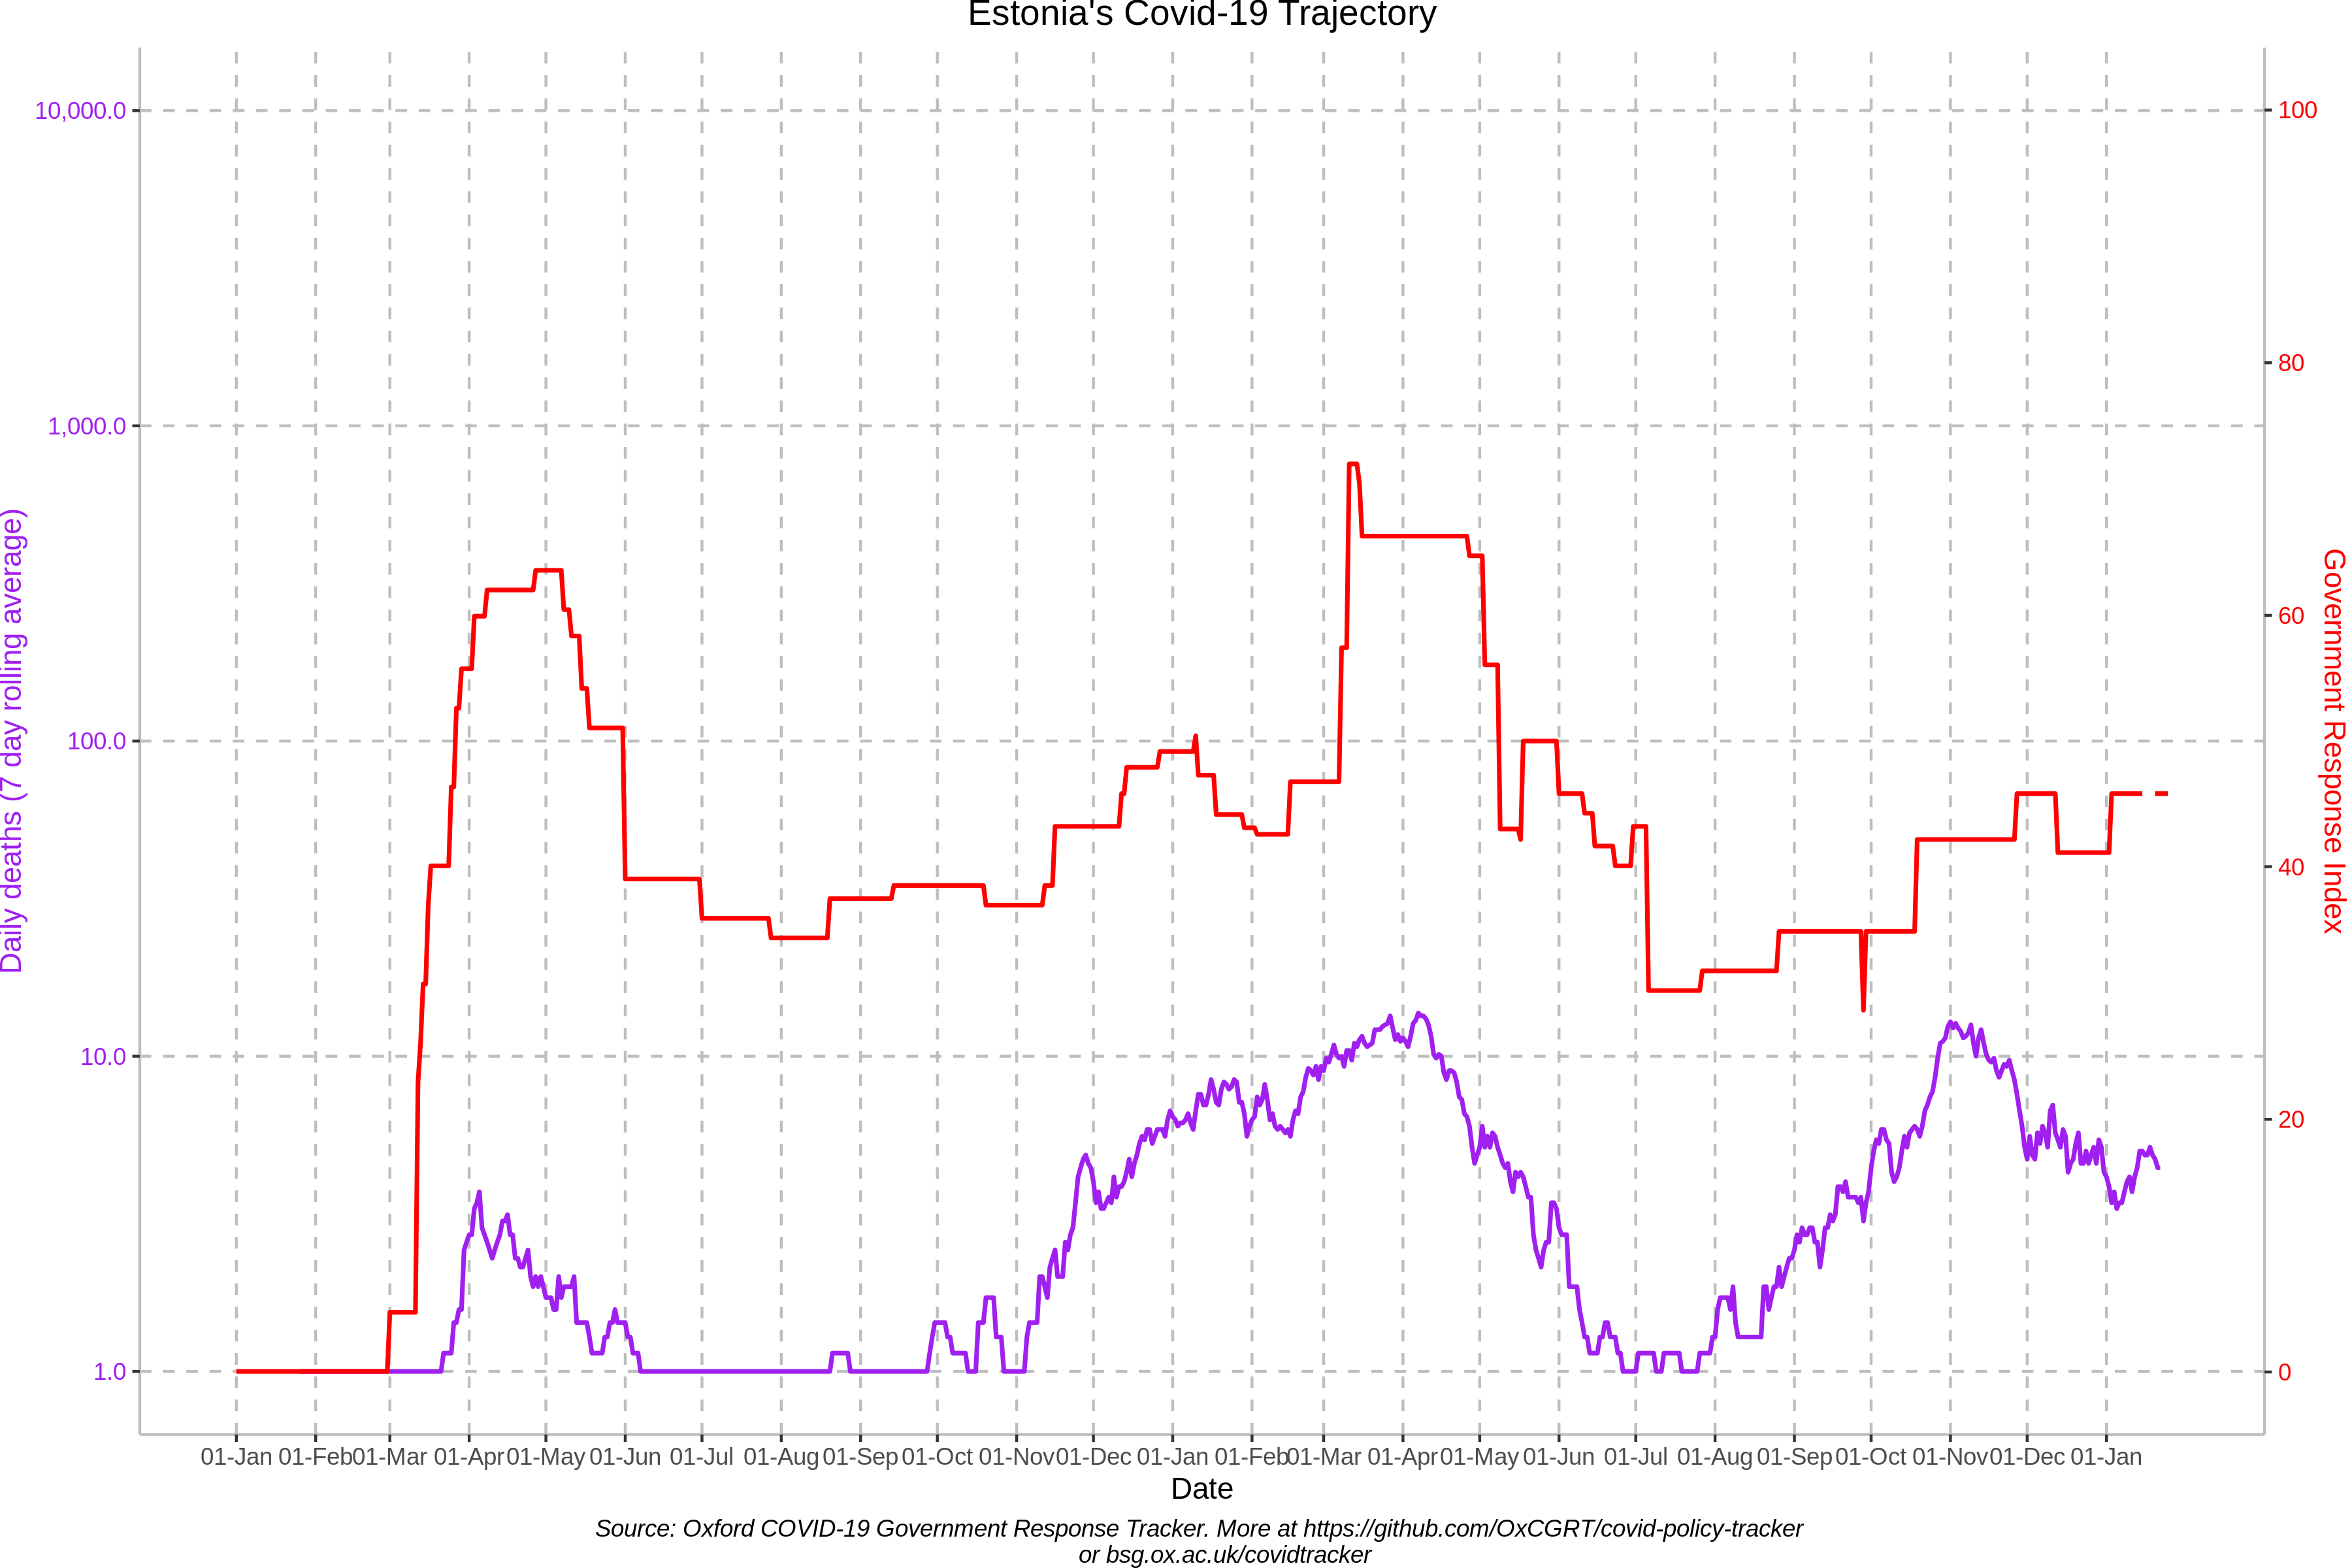 Estonia's Covid-19 Trajectory
10,000.0
1,000.0
100.0
10.0
1.0
Daily deaths (7 day rolling average)
100
80
60
40
20
0
Government Response Index
01-Jan 01-Feb 01-Mar 01-Apr 01-May 01-Jun 01-Jul 01-Aug 01-Sep 01-Oct 01-Nov 01-Dec 01-Jan 01-Feb 01-Mar 01-Apr 01-May 01-Jun 01-Jul 01-Aug 01-Sep 01-Oct 01-Nov 01-Dec 01-Jan
Date
Source: Oxford COVID-19 Government Response Tracker. More at https://github.com/OxCGRT/covid-policy-tracker
or bsg.ox.ac.uk/covidtracker